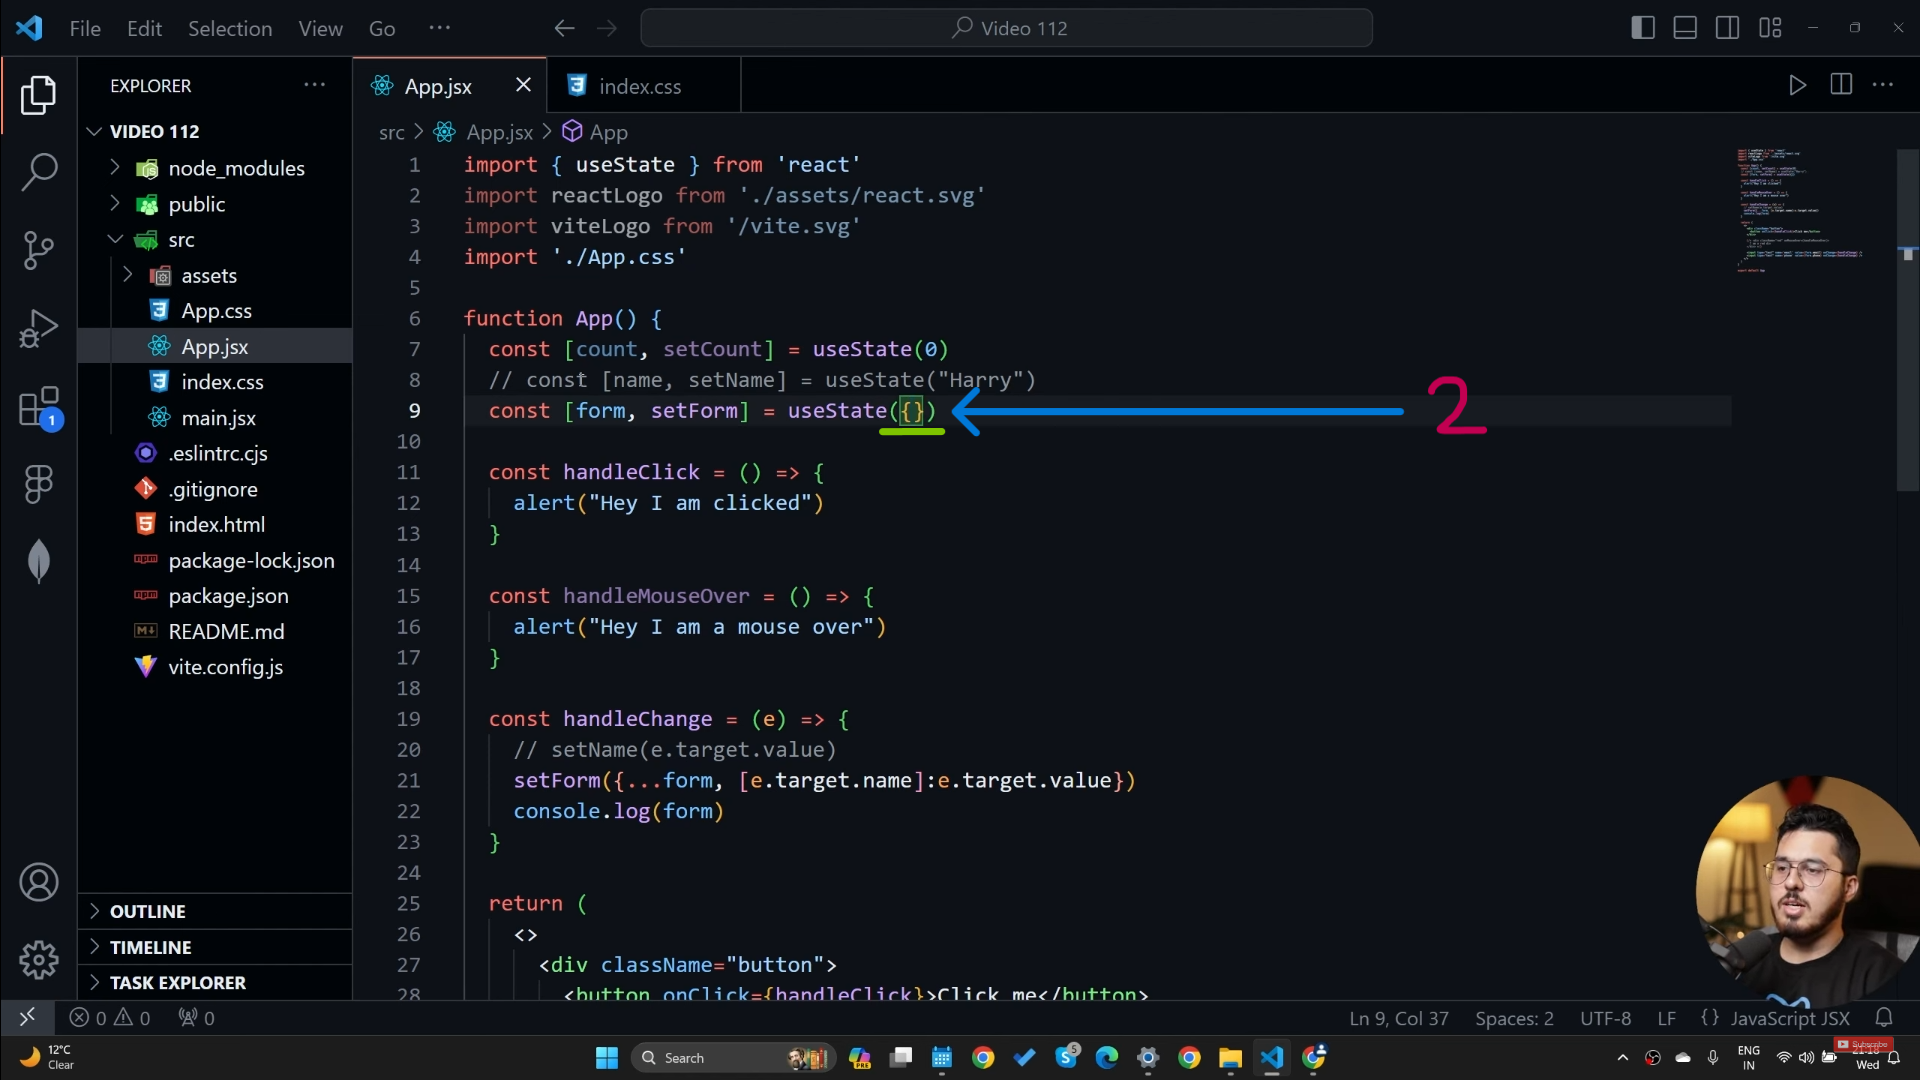 File Edit Selection View Go ··· Video 112
EXPLORER ···
VIDEO 112
node_modules
public
src
assets
App.css
App.jsx
index.css
main.jsx
.eslintrc.cjs
.gitignore
index.html
package-lock.json
package.json
README.md
vite.config.js
OUTLINE
TIMELINE
TASK EXPLORER
1
App.jsx index.css
src > App.jsx > App
1 import { useState } from 'react'
2 import reactLogo from './assets/react.svg'
3 import viteLogo from '/vite.svg'
4 import './App.css'
5
6 function App() {
7 const [count, setCount] = useState(0)
8 // const [name, setName] = useState("Harry")
9 const [form, setForm] = useState({})
2
10
11 const handleClick = () => {
12 alert("Hey I am clicked")
13 }
14
15 const handleMouseOver = () => {
16 alert("Hey I am a mouse over")
17 }
18
19 const handleChange = (e) => {
20 // setName(e.target.value)
21 setForm({...form, [e.target.name]:e.target.value})
22 console.log(form)
23 }
24
25 return (
26 <>
27 <div className="button">
28 <button onClick={handleClick}>Click me</button>
0 0 0 Ln 9, Col 37 Spaces: 2 UTF-8 LF {} JavaScript JSX
12°C
Clear
Search
PRE
5
ENG
IN
Subscribe
Wed